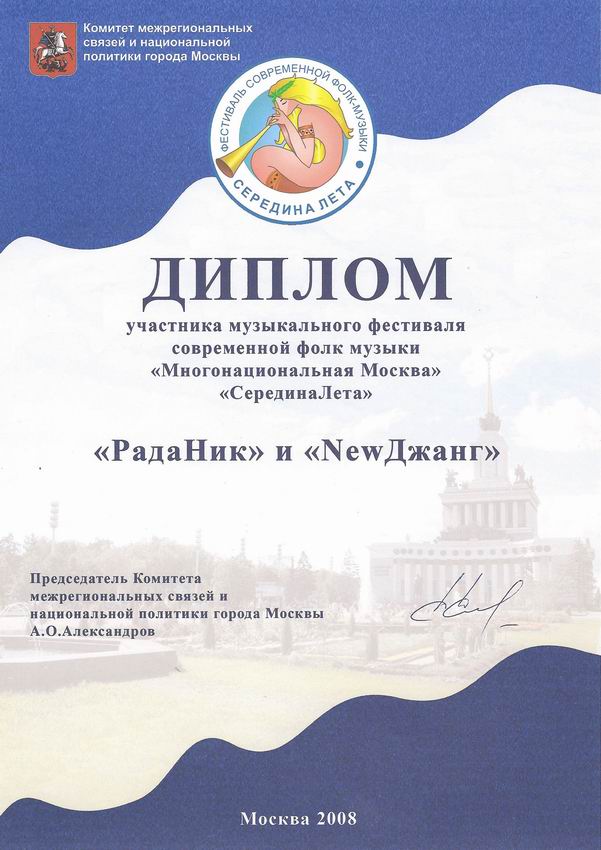 Комитет межрегиональных
связей и национальной
политики города Москвы
ФЕСТИВАЛЬ СОВРЕМЕННОЙ ФОЛК-МУЗЫКИ
СЕРЕДИНА ЛЕТА
ДИПЛОМ
участника музыкального фестиваля
современной фолк музыки
«Многонациональная Москва»
«СерединаЛета»
«РадаНик» и «NewДжанг»
Председатель Комитета
межрегиональных связей и
национальной политики города Москвы
А.О.Александров
Москва 2008